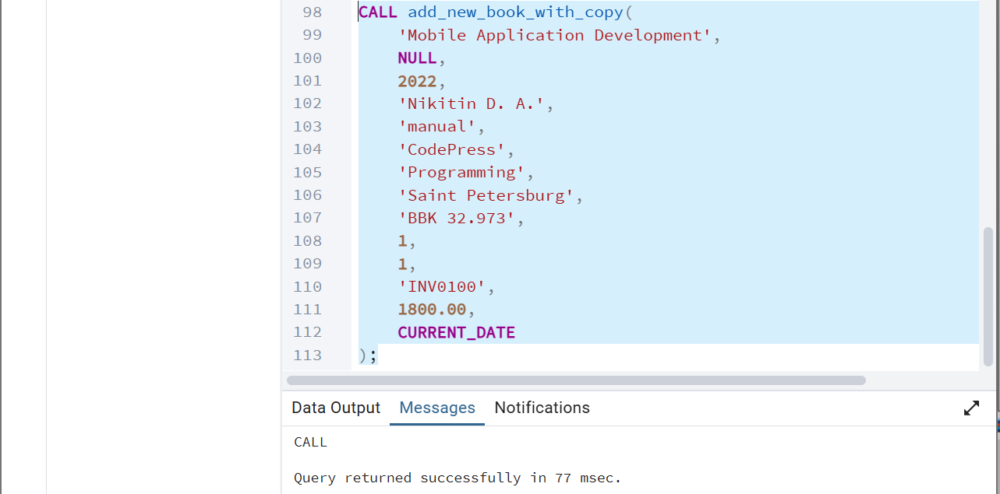 98 CALL add_new_book_with_copy(
99 'Mobile Application Development',
100 NULL,
101 2022,
102 'Nikitin D. A.',
103 'manual',
104 'CodePress',
105 'Programming',
106 'Saint Petersburg',
107 'BBK 32.973',
108 1,
109 1,
110 'INV0100',
111 1800.00,
112 CURRENT_DATE
113 );
Data Output Messages Notifications
CALL
Query returned successfully in 77 msec.